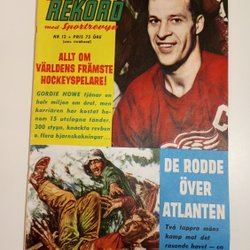 REKORD
med Sportrevyn
NR 12 • PRIS 75 ÖRE
ALLT OM
VÄRLDENS FRÄMSTE
HOCKEYSPELARE!
GORDIE HOWE tjänar en
halv miljon om året, men
karriären har kostat honom
15 utslagna tänder,
300 stygn, knäckta revben
o. flera hjärnskakningar...
DE RODDE
ÖVER
ATLANTEN
Två tappra mäns
kamp mot det
rasande havet — en